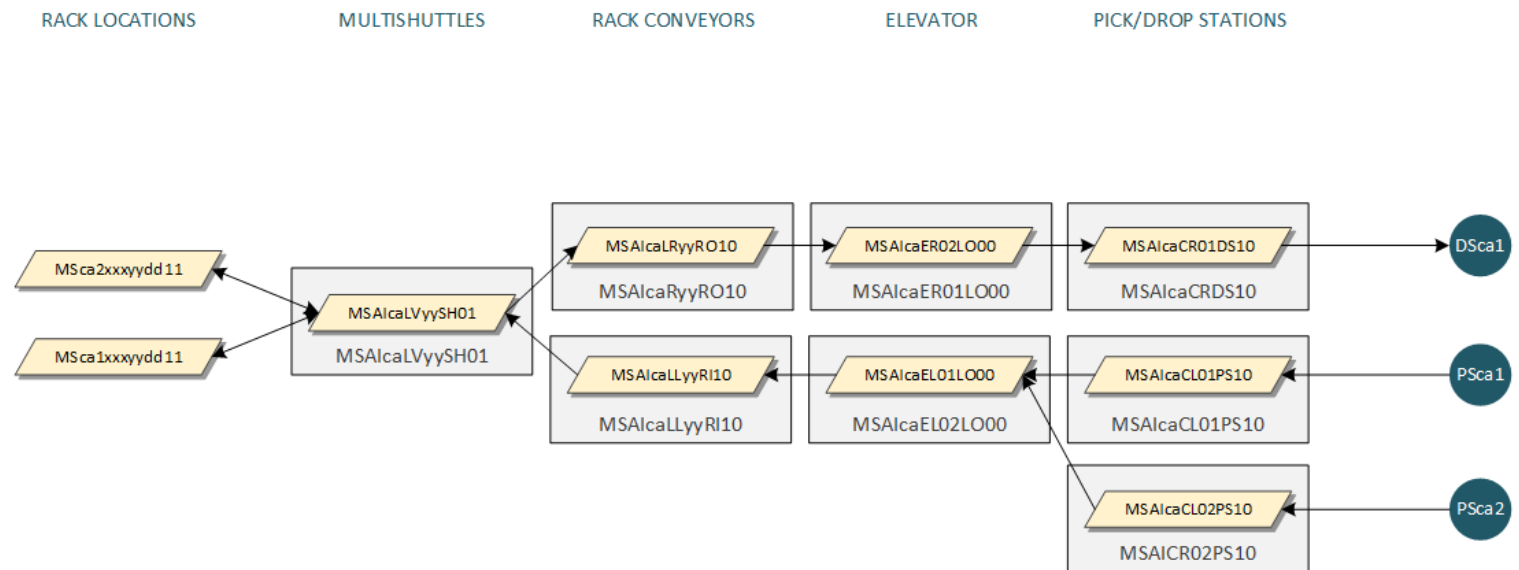 RACK LOCATIONS
MULTISHUTTLES
RACK CONVEYORS
ELEVATOR
PICK/DROP STATIONS
MSAIcaLRyyRO10
MSAIcaER02LO00
MSAIcaCR01DS10
DSca1
MSca2xxxyydd11
MSAIcaRyyRO10
MSAIcaER01LO00
MSAIcaCRDS10
MSAIcaLVyySH01
MSca1xxxyydd11
MSAIcaLVyySH01
MSAIcaLLyyRI10
MSAIcaEL01LO00
MSAIcaCL01PS10
PSca1
MSAIcaLLyyRI10
MSAIcaEL02LO00
MSAIcaCL01PS10
MSAIcaCL02PS10
PSca2
MSAICR02PS10